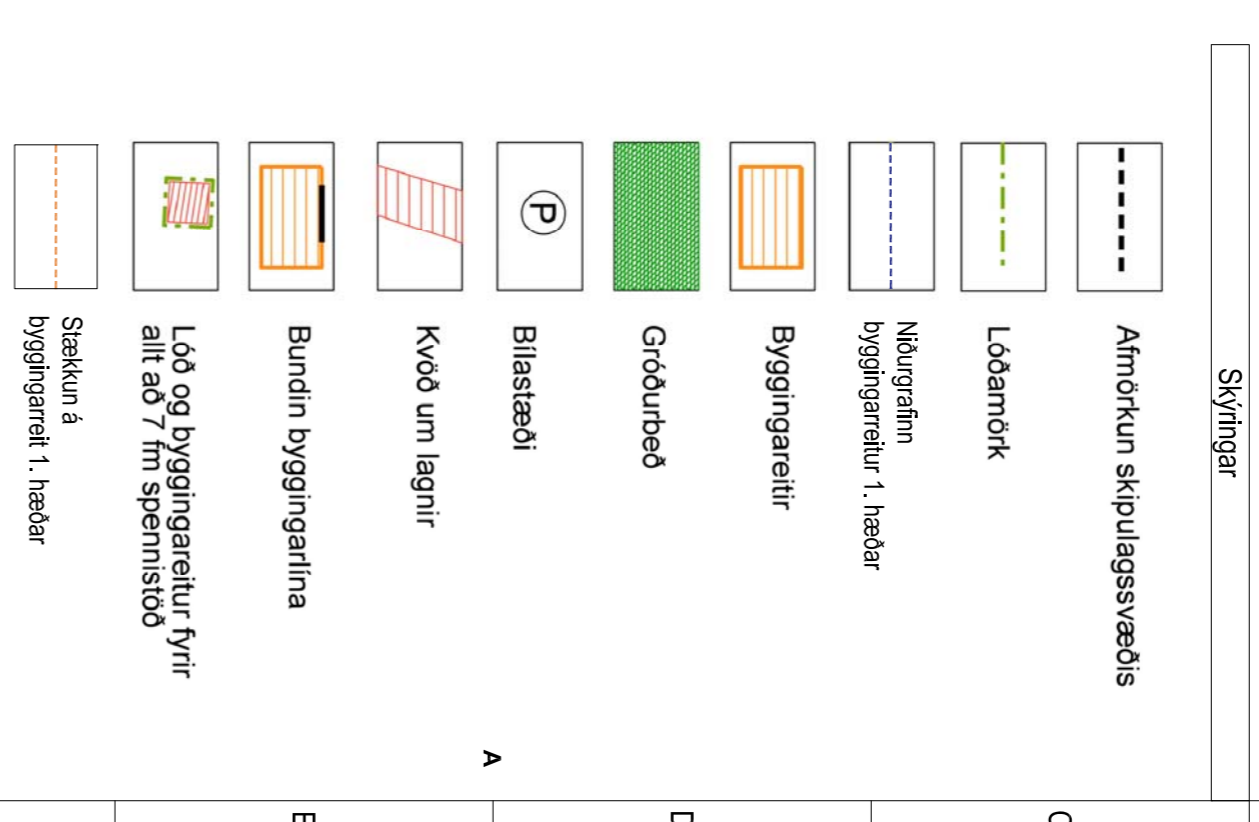 Skýringar
Afmörkun skipulagssvæðis
Lóðamörk
Niðurgrafinn
byggingarreitur 1. hæðar
Byggingareitir
Gróðurbeð
P
Bílastæði
Kvöð um lagnir
Bundin byggingarlína
Lóð og byggingareitur fyrir
allt að 7 fm spennistöð
Stækkun á
byggingarreit 1. hæðar
A